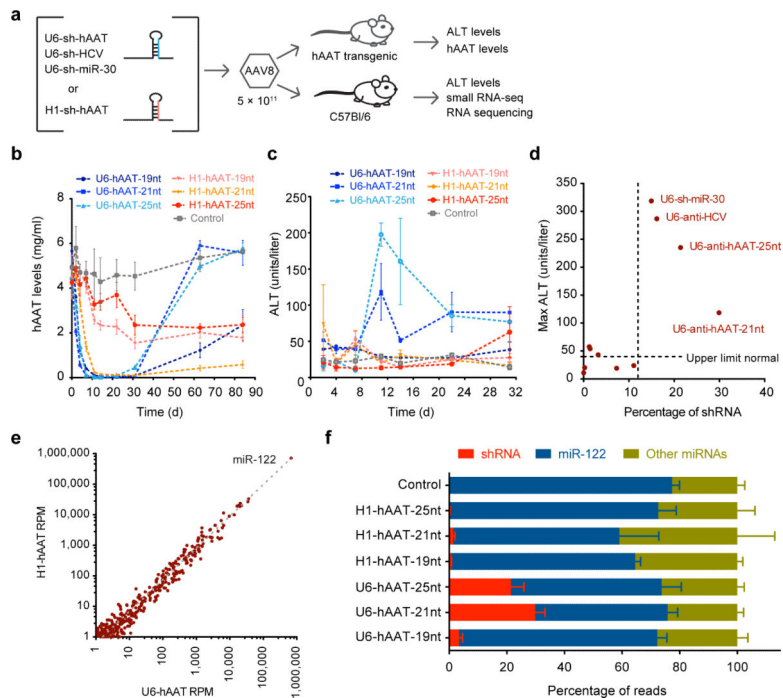 a
U6-sh-hAAT
U6-sh-HCV
U6-sh-miR-30
or
H1-sh-hAAT
AAV8
5 × 10¹¹
hAAT transgenic
C57Bl/6
ALT levels
hAAT levels
ALT levels
small RNA-seq
RNA sequencing
b
U6-hAAT-19nt
U6-hAAT-21nt
U6-hAAT-25nt
H1-hAAT-19nt
H1-hAAT-21nt
H1-hAAT-25nt
Control
hAAT levels (mg/ml)
8
6
4
2
0
0 10 20 30 40 50 60 70 80 90
Time (d)
c
U6-hAAT-19nt
U6-hAAT-21nt
U6-hAAT-25nt
H1-hAAT-19nt
H1-hAAT-21nt
H1-hAAT-25nt
Control
ALT (units/liter)
250
200
150
100
50
0
0 4 8 12 16 20 24 28 32
Time (d)
d
Max ALT (units/liter)
350
300
250
200
150
100
50
0
U6-sh-miR-30
U6-anti-HCV
U6-anti-hAAT-25nt
U6-anti-hAAT-21nt
Upper limit normal
0 10 20 30 40
Percentage of shRNA
e
H1-hAAT RPM
1,000,000
100,000
10,000
1,000
100
10
1
miR-122
1
10
100
1,000
10,000
100,000
1,000,000
U6-hAAT RPM
f
shRNA miR-122 Other miRNAs
Control
H1-hAAT-25nt
H1-hAAT-21nt
H1-hAAT-19nt
U6-hAAT-25nt
U6-hAAT-21nt
U6-hAAT-19nt
0 20 40 60 80 100
Percentage of reads